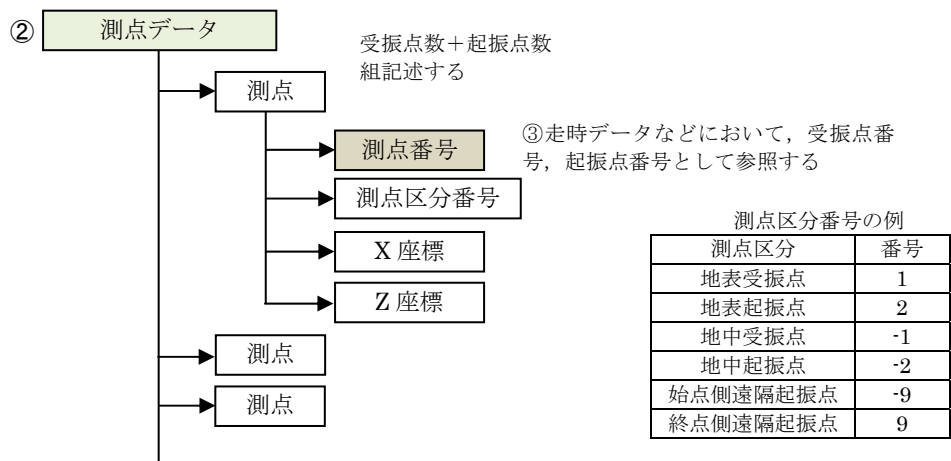 ② 測点データ
受振点数＋起振点数
組記述する
測点
測点番号
③走時データなどにおいて，受振点番
号，起振点番号として参照する
測点区分番号
X 座標
Z 座標
測点
測点
測点区分番号の例
測点区分 番号
地表受振点 1
地表起振点 2
地中受振点 -1
地中起振点 -2
始点側遠隔起振点 -9
終点側遠隔起振点 9